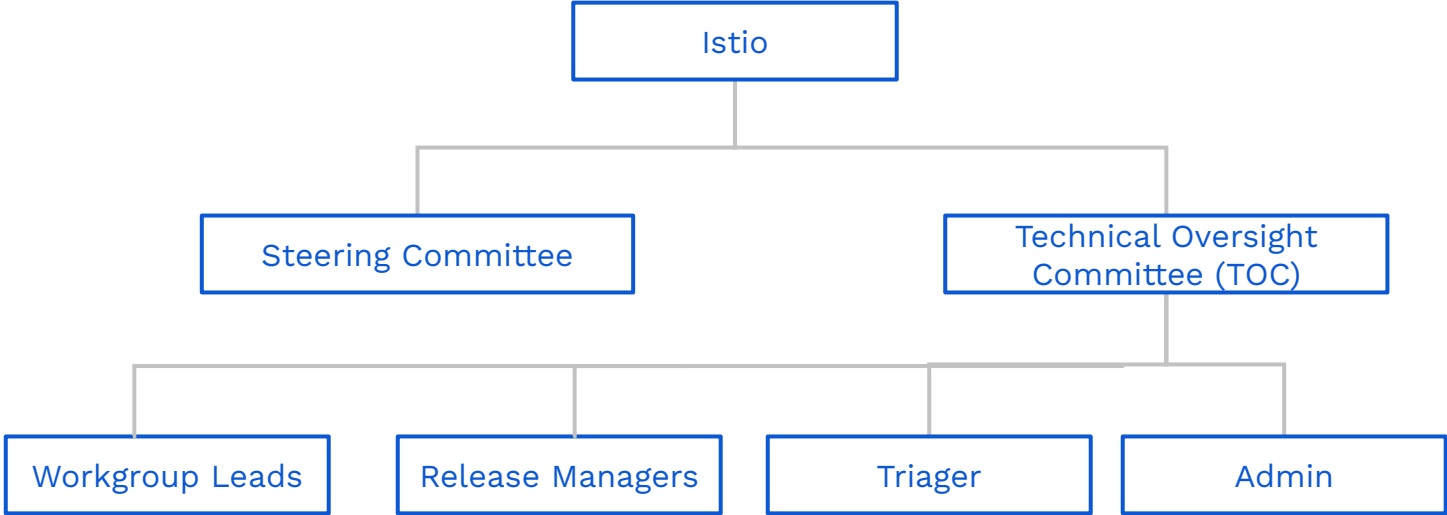 Istio
Steering Committee
Technical Oversight
Committee (TOC)
Workgroup Leads
Release Managers
Triager
Admin